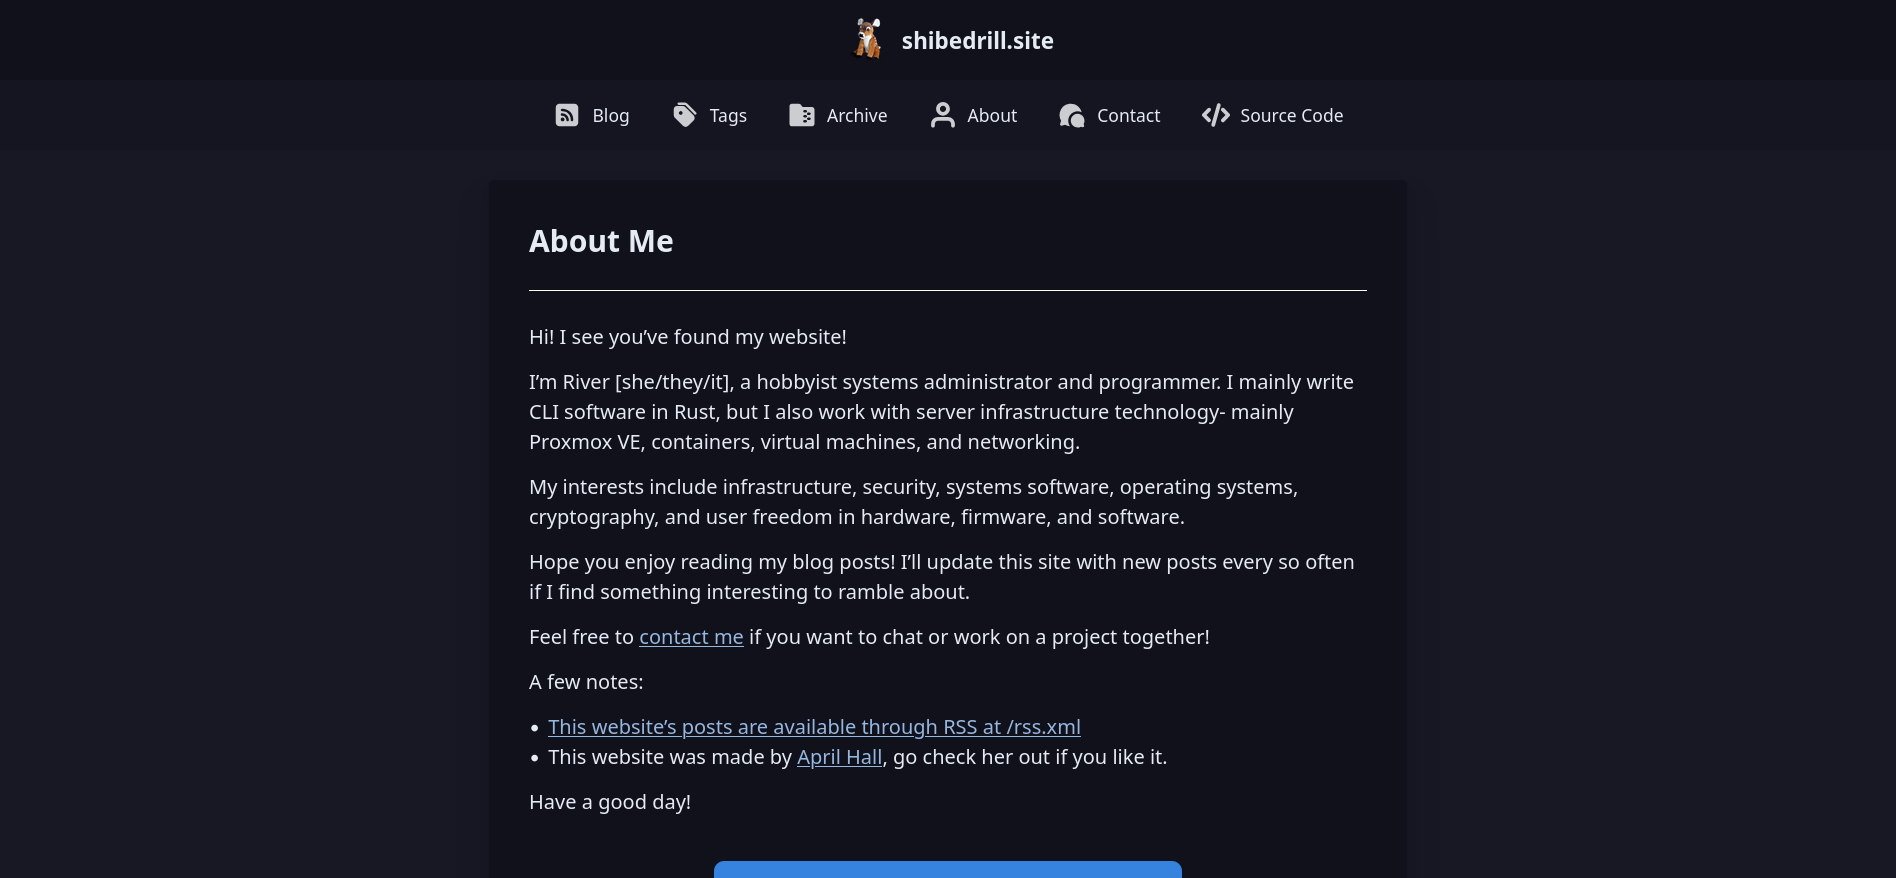 shibedrill.site
Blog
Tags
Archive
About
Contact
Source Code
About Me
Hi! I see you’ve found my website!
I’m River [she/they/it], a hobbyist systems administrator and programmer. I mainly write
CLI software in Rust, but I also work with server infrastructure technology- mainly
Proxmox VE, containers, virtual machines, and networking.
My interests include infrastructure, security, systems software, operating systems,
cryptography, and user freedom in hardware, firmware, and software.
Hope you enjoy reading my blog posts! I’ll update this site with new posts every so often
if I find something interesting to ramble about.
Feel free to contact me if you want to chat or work on a project together!
A few notes:
• This website’s posts are available through RSS at /rss.xml
• This website was made by April Hall, go check her out if you like it.
Have a good day!